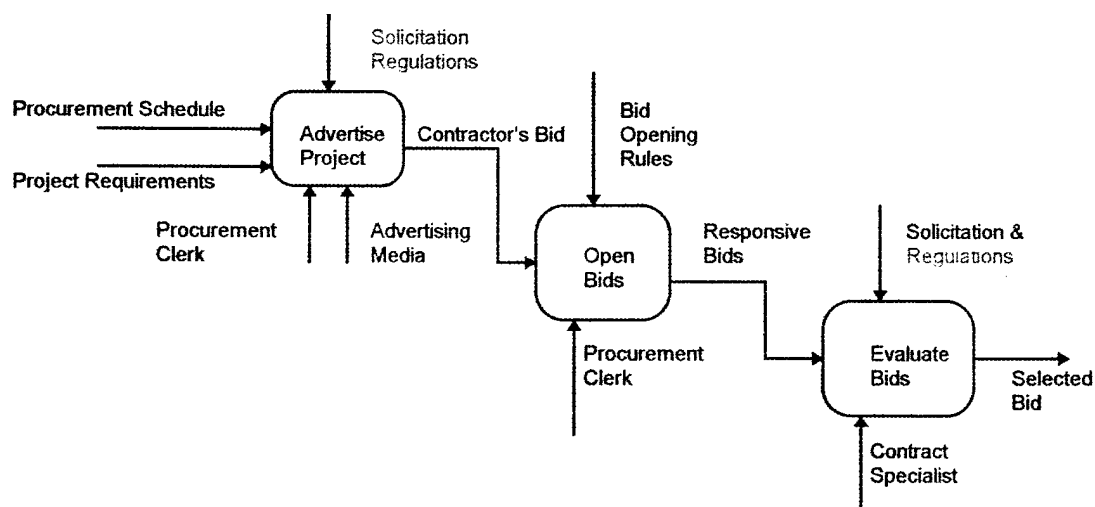 Solicitation
Regulations
Procurement Schedule
Project Requirements
Advertise
Project
Contractor's Bid
Procurement
Clerk
Advertising
Media
Bid
Opening
Rules
Open
Bids
Responsive
Bids
Procurement
Clerk
Solicitation &
Regulations
Evaluate
Bids
Selected
Bid
Contract
Specialist